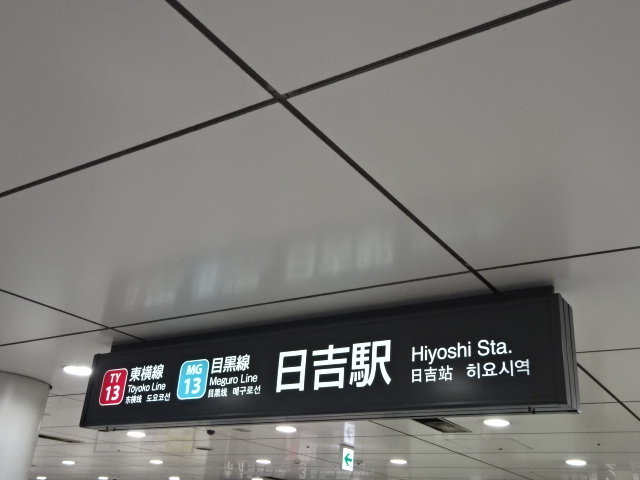 TY
13
東横線
Toyoko Line
东横线 도요코선
MG
13
目黒線
Meguro Line
目黑线 메구로선
日吉駅
Hiyoshi Sta.
日吉站 히요시역